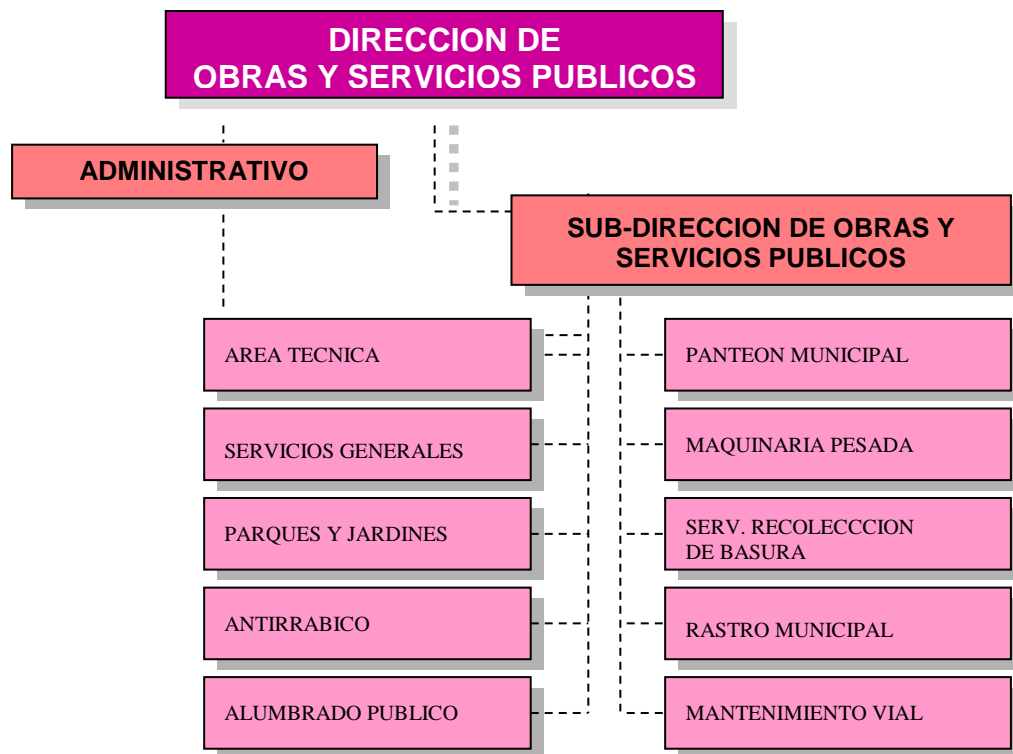 DIRECCION DE
OBRAS Y SERVICIOS PUBLICOS
ADMINISTRATIVO
SUB-DIRECCION DE OBRAS Y
SERVICIOS PUBLICOS
AREA TECNICA
SERVICIOS GENERALES
PARQUES Y JARDINES
ANTIRRABICO
ALUMBRADO PUBLICO
PANTEON MUNICIPAL
MAQUINARIA PESADA
SERV. RECOLECCCION
DE BASURA
RASTRO MUNICIPAL
MANTENIMIENTO VIAL